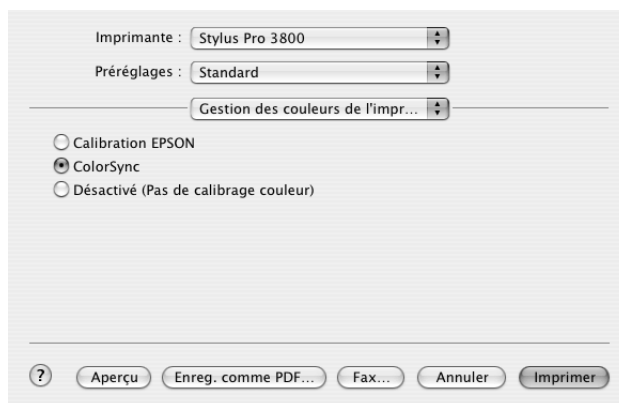 Imprimante : Stylus Pro 3800
Préréglages : Standard
Gestion des couleurs de l'impr...
Calibration EPSON
ColorSync
Désactivé (Pas de calibrage couleur)
? Aperçu Enreg. comme PDF... Fax... Annuler Imprimer